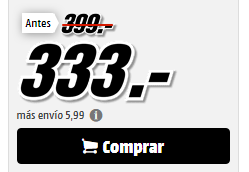 Antes 399.-
333.-
más envío 5,99 i
Comprar